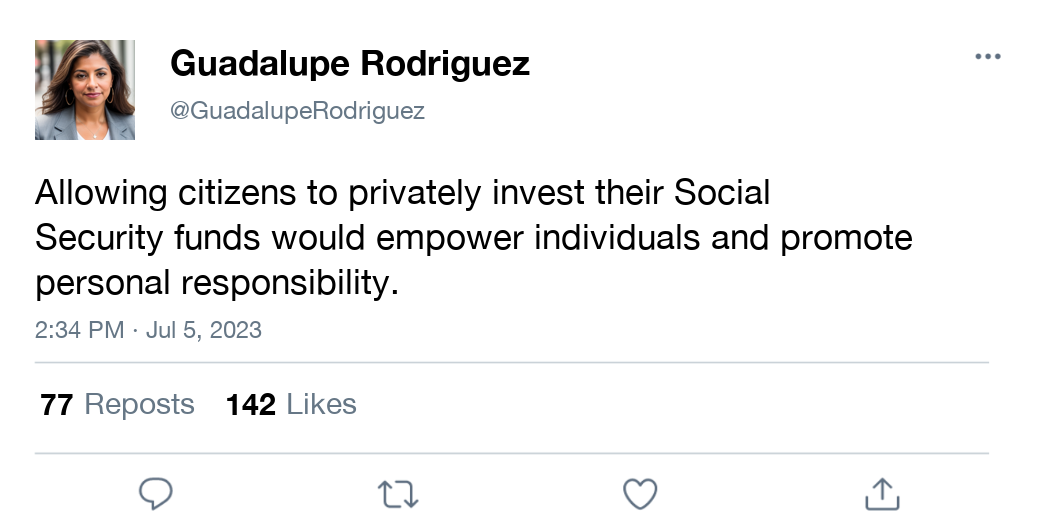 Guadalupe Rodriguez
@GuadalupeRodriguez
Allowing citizens to privately invest their Social
Security funds would empower individuals and promote
personal responsibility.
2:34 PM · Jul 5, 2023
77 Reposts 142 Likes